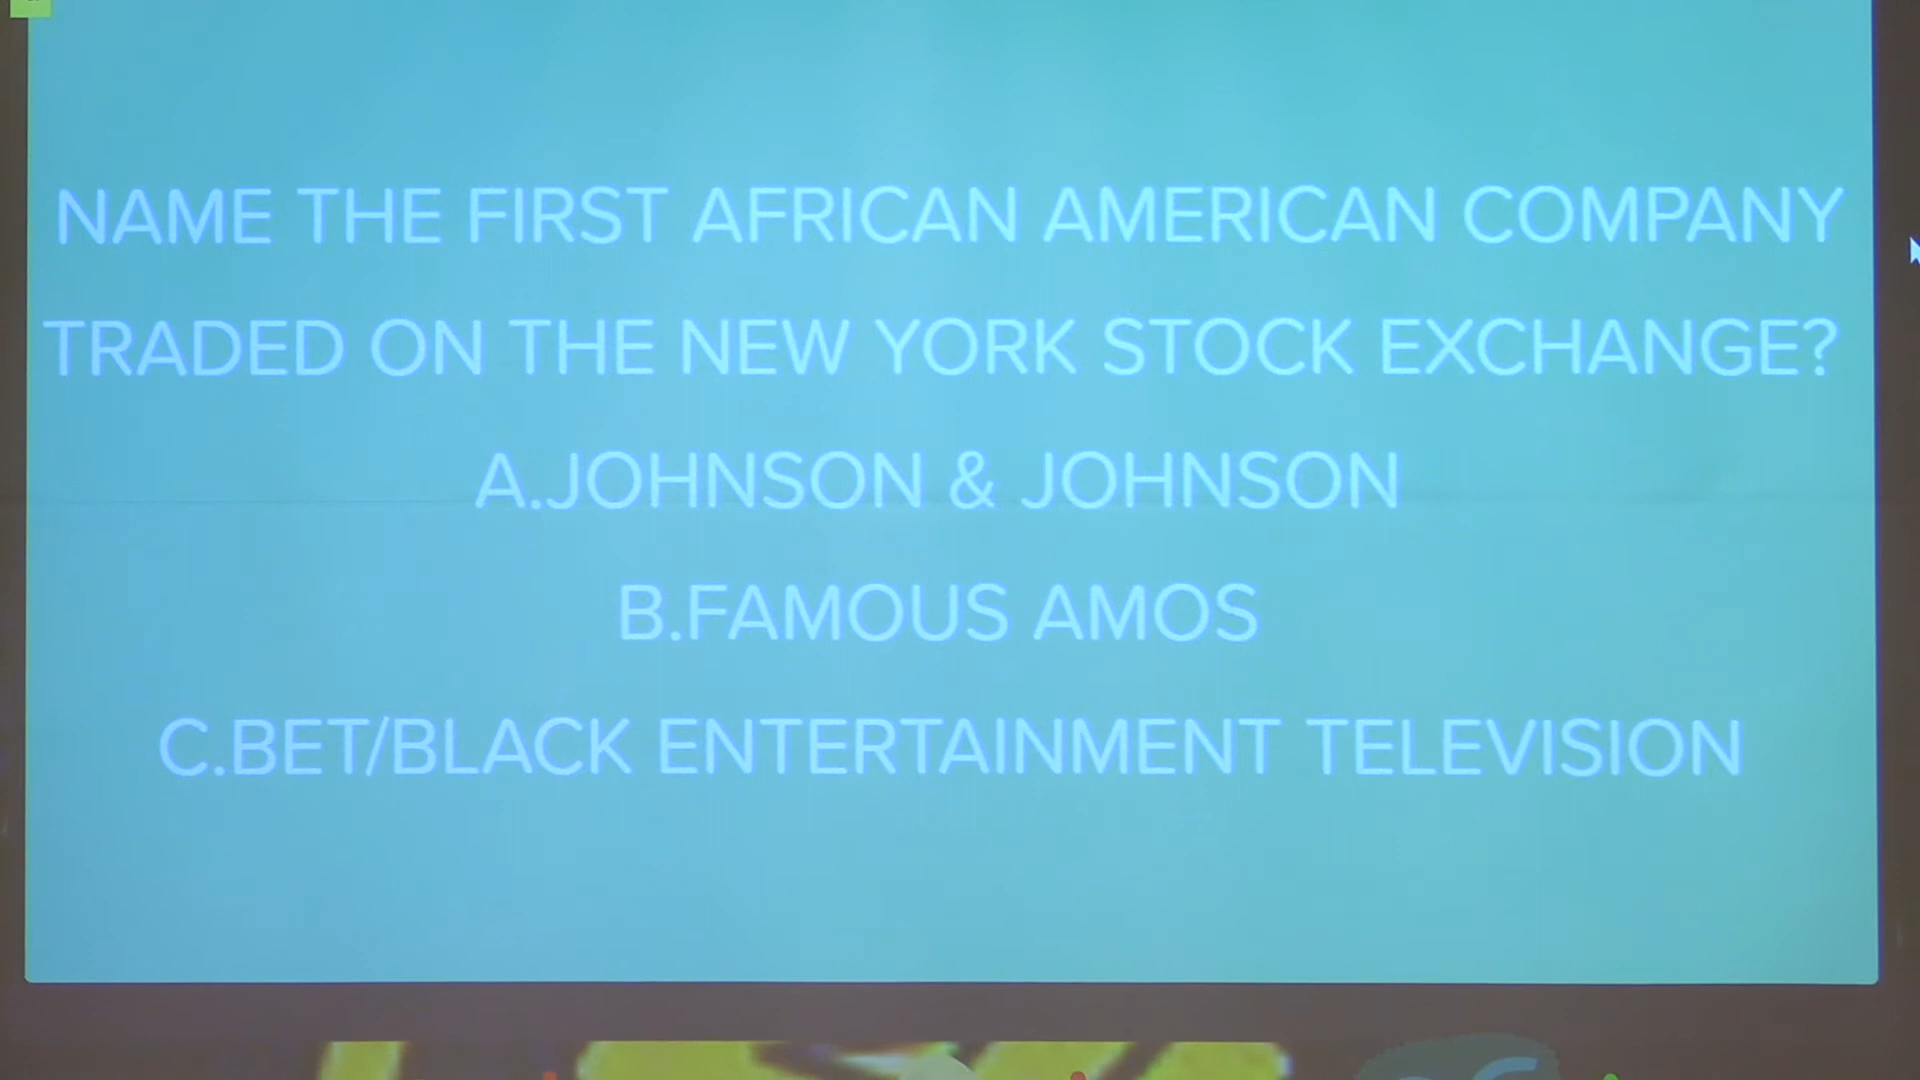 NAME THE FIRST AFRICAN AMERICAN COMPANY
TRADED ON THE NEW YORK STOCK EXCHANGE?
A.JOHNSON & JOHNSON
B.FAMOUS AMOS
C.BET/BLACK ENTERTAINMENT TELEVISION